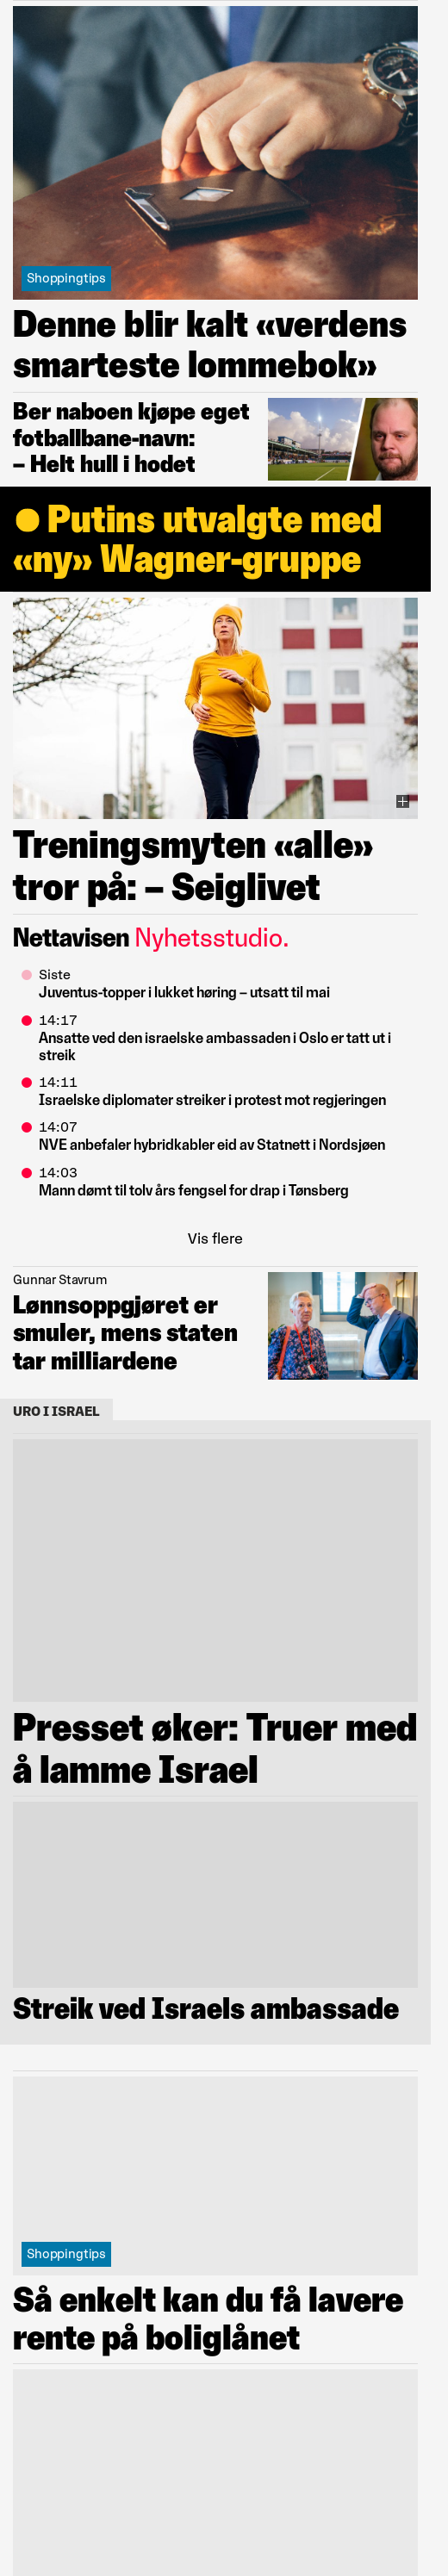 Shoppingtips
Denne blir kalt «verdens
smarteste lommebok»
Ber naboen kjøpe eget
fotballbane-navn:
– Helt hull i hodet
● Putins utvalgte med
«ny» Wagner-gruppe
Treningsmyten «alle»
tror på: – Seiglivet
Nettavisen Nyhetsstudio.
Siste
Juventus-topper i lukket høring – utsatt til mai
14:17
Ansatte ved den israelske ambassaden i Oslo er tatt ut i
streik
14:11
Israelske diplomater streiker i protest mot regjeringen
14:07
NVE anbefaler hybridkabler eid av Statnett i Nordsjøen
14:03
Mann dømt til tolv års fengsel for drap i Tønsberg
Vis flere
Gunnar Stavrum
Lønnsoppgjøret er
smuler, mens staten
tar milliardene
URO I ISRAEL
Presset øker: Truer med
å lamme Israel
Streik ved Israels ambassade
Shoppingtips
Så enkelt kan du få lavere
rente på boliglånet